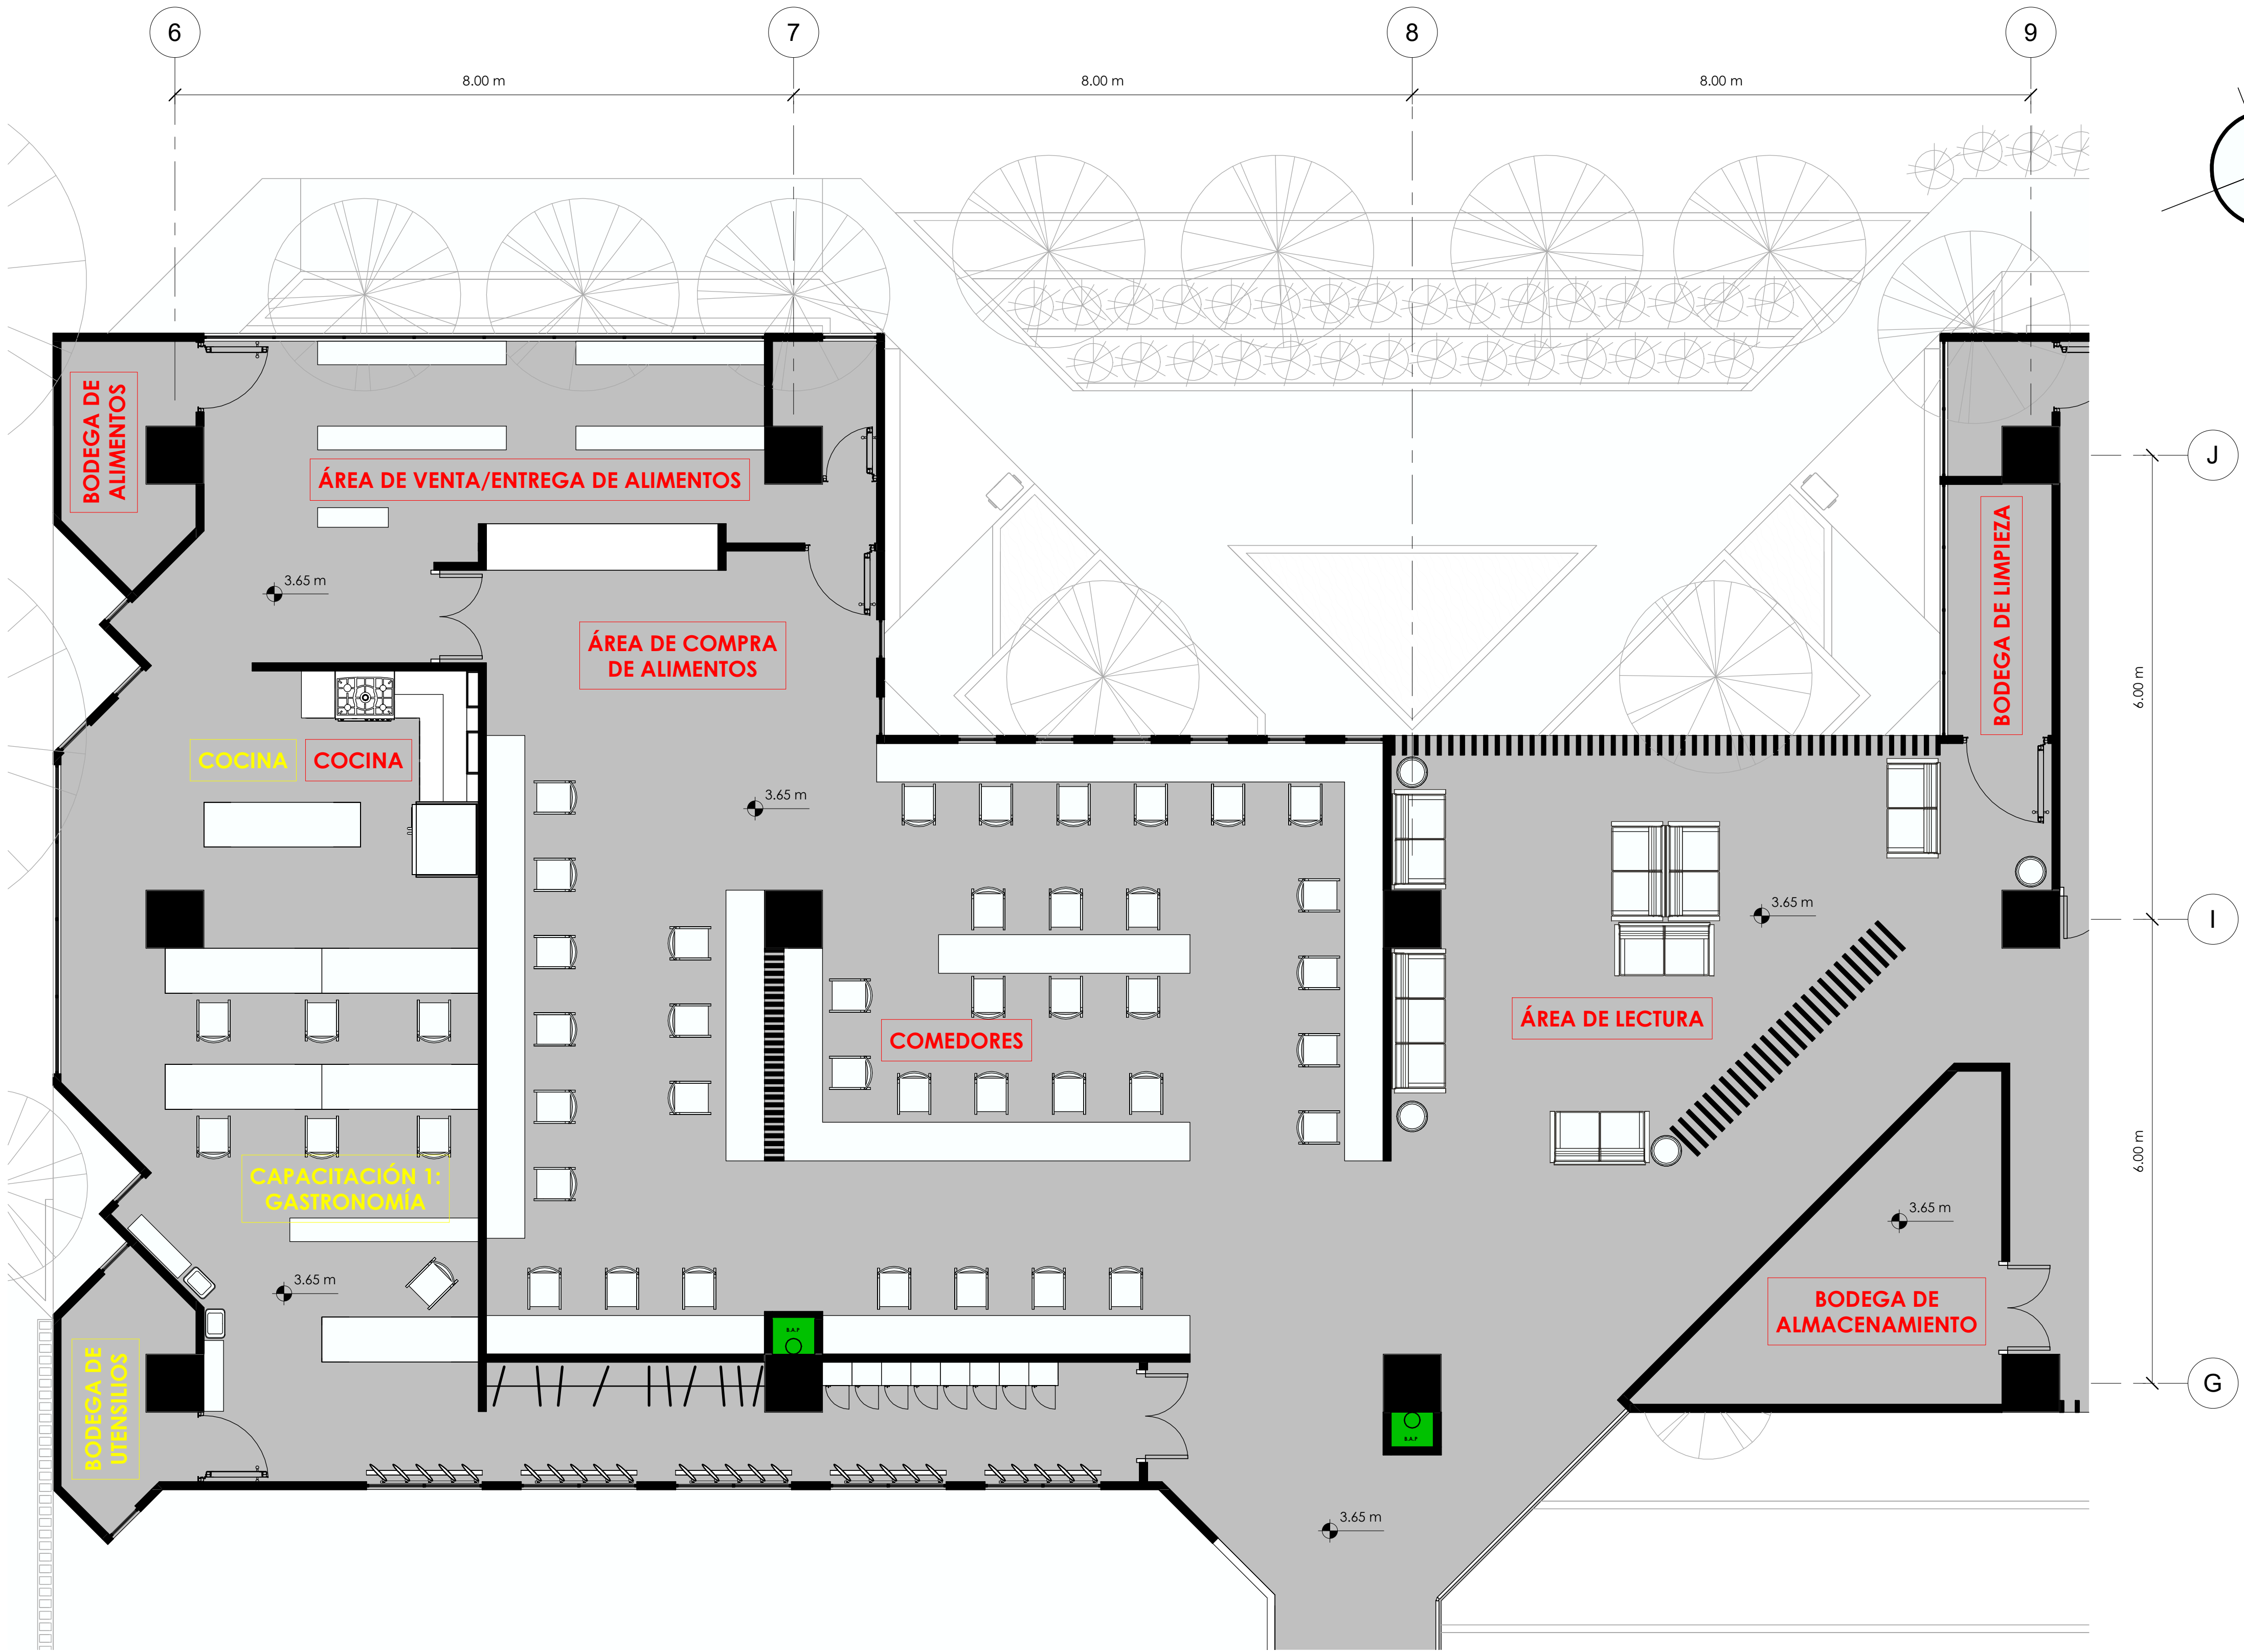 6
7
8
9
8.00 m
8.00 m
8.00 m
BODEGA DE
ALIMENTOS
ÁREA DE VENTA/ENTREGA DE ALIMENTOS
J
BODEGA DE LIMPIEZA
3.65 m
ÁREA DE COMPRA
DE ALIMENTOS
6.00 m
COCINA
COCINA
3.65 m
3.65 m
I
ÁREA DE LECTURA
COMEDORES
6.00 m
CAPACITACIÓN 1:
GASTRONOMÍA
3.65 m
3.65 m
BODEGA DE
ALMACENAMIENTO
B.A.P
BODEGA DE
UTENSILIOS
G
B.A.P
3.65 m